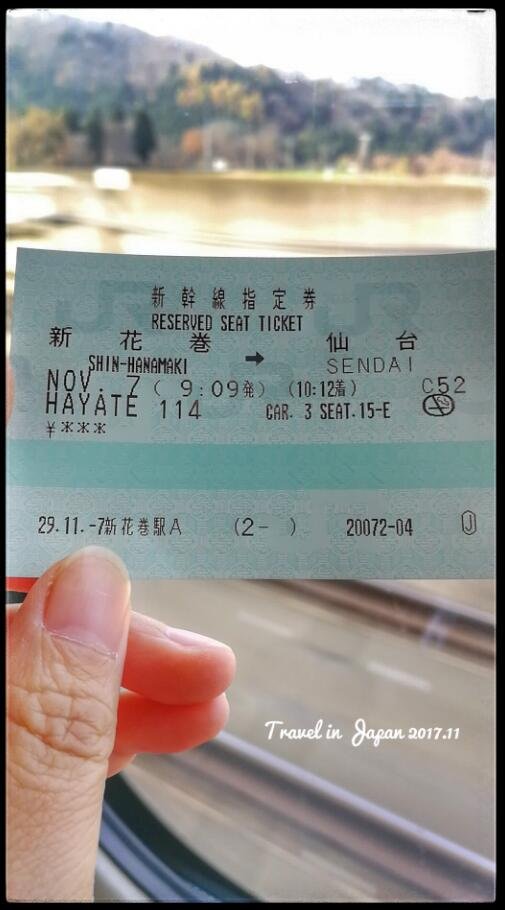 新幹線指定券
RESERVED SEAT TICKET
新花巻 → 仙台
SHIN-HANAMAKI SENDAI
NOV. 7 ( 9:09発) (10:12着) C52
HAYATE 114 CAR. 3 SEAT.15-E
¥***
29.11.-7新花巻駅A (2- ) 20072-04 J
Travel in Japan 2017.11